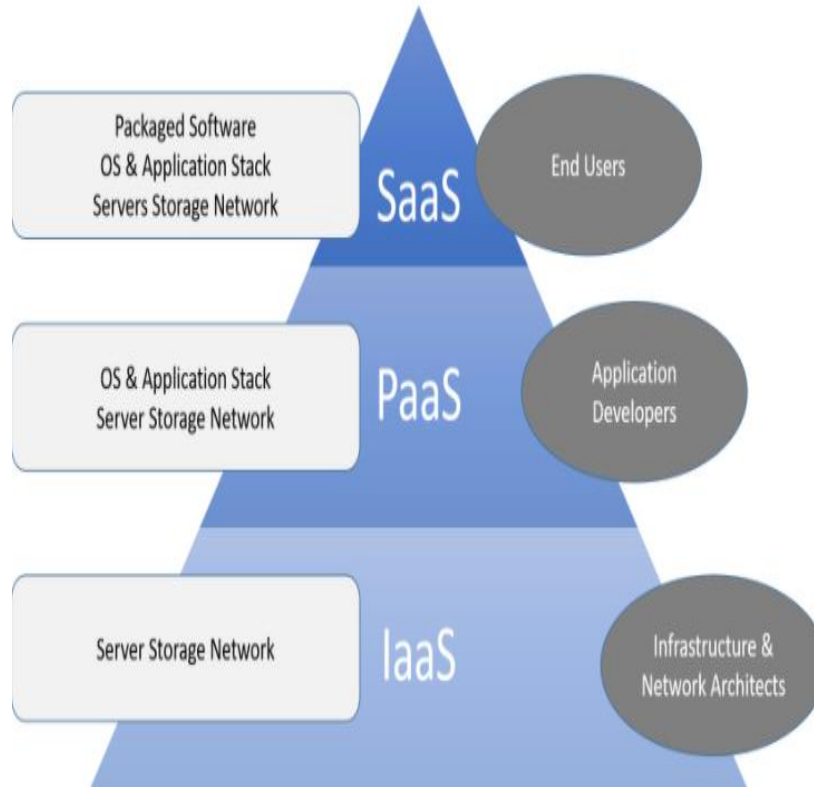 Packaged Software
OS & Application Stack
Servers Storage Network
SaaS
End Users
OS & Application Stack
Server Storage Network
PaaS
Application
Developers
Server Storage Network
IaaS
Infrastructure &
Network Architects